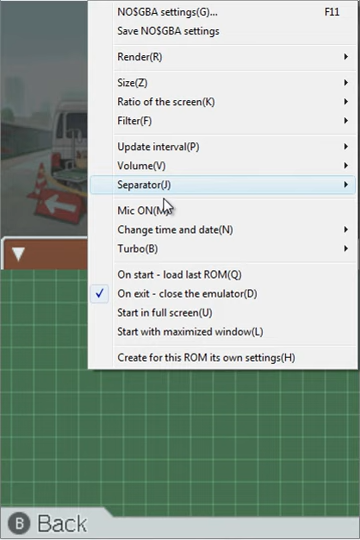 NO$GBA settings(G)... F11
Save NO$GBA settings
Render(R)
Size(Z)
Ratio of the screen(K)
Filter(F)
Update interval(P)
Volume(V)
Separator(J)
Mic ON(M)
Change time and date(N)
Turbo(B)
On start - load last ROM(Q)
On exit - close the emulator(D)
Start in full screen(U)
Start with maximized window(L)
Create for this ROM its own settings(H)
B Back